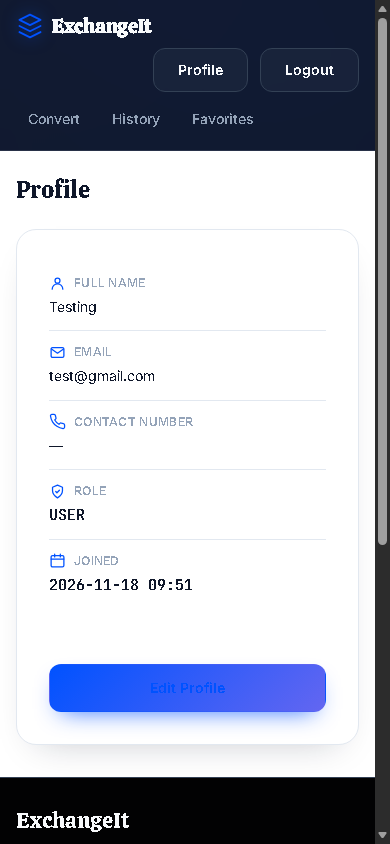 ExchangeIt
Profile
Logout
Convert
History
Favorites
Profile
FULL NAME
Testing
EMAIL
test@gmail.com
CONTACT NUMBER
—
ROLE
USER
JOINED
2026-11-18 09:51
Edit Profile
ExchangeIt